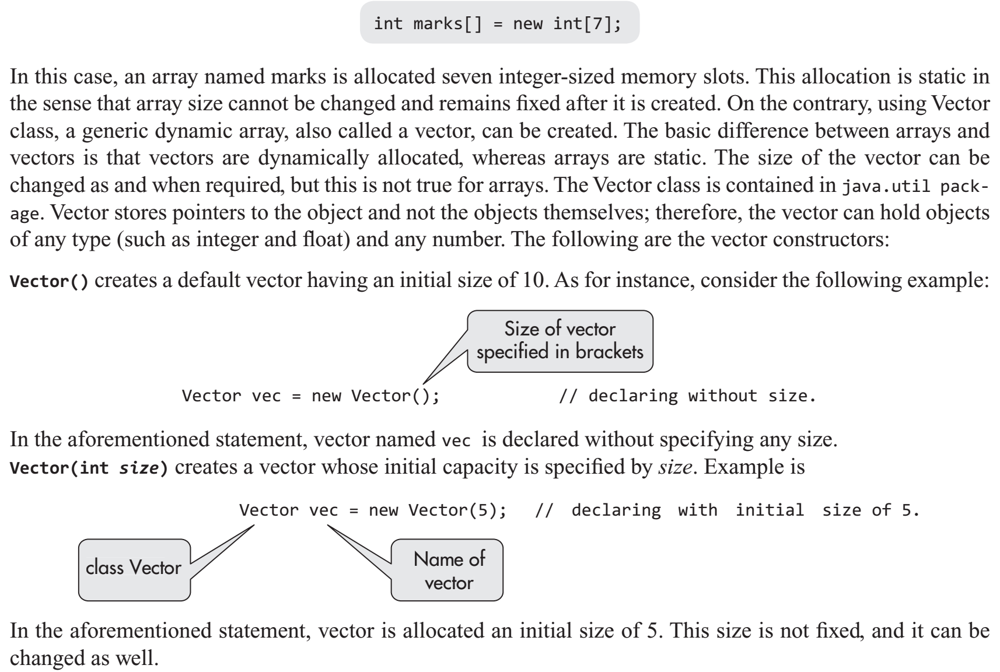 int marks[] = new int[7];
In this case, an array named marks is allocated seven integer-sized memory slots. This allocation is static in
the sense that array size cannot be changed and remains fixed after it is created. On the contrary, using Vector
class, a generic dynamic array, also called a vector, can be created. The basic difference between arrays and
vectors is that vectors are dynamically allocated, whereas arrays are static. The size of the vector can be
changed as and when required, but this is not true for arrays. The Vector class is contained in java.util pack-
age. Vector stores pointers to the object and not the objects themselves; therefore, the vector can hold objects
of any type (such as integer and float) and any number. The following are the vector constructors:
Vector() creates a default vector having an initial size of 10. As for instance, consider the following example:
Size of vector
specified in brackets
Vector vec = new Vector(); // declaring without size.
In the aforementioned statement, vector named vec is declared without specifying any size.
Vector(int size) creates a vector whose initial capacity is specified by size. Example is
Vector vec = new Vector(5); // declaring with initial size of 5.
class Vector
Name of
vector
In the aforementioned statement, vector is allocated an initial size of 5. This size is not fixed, and it can be
changed as well.